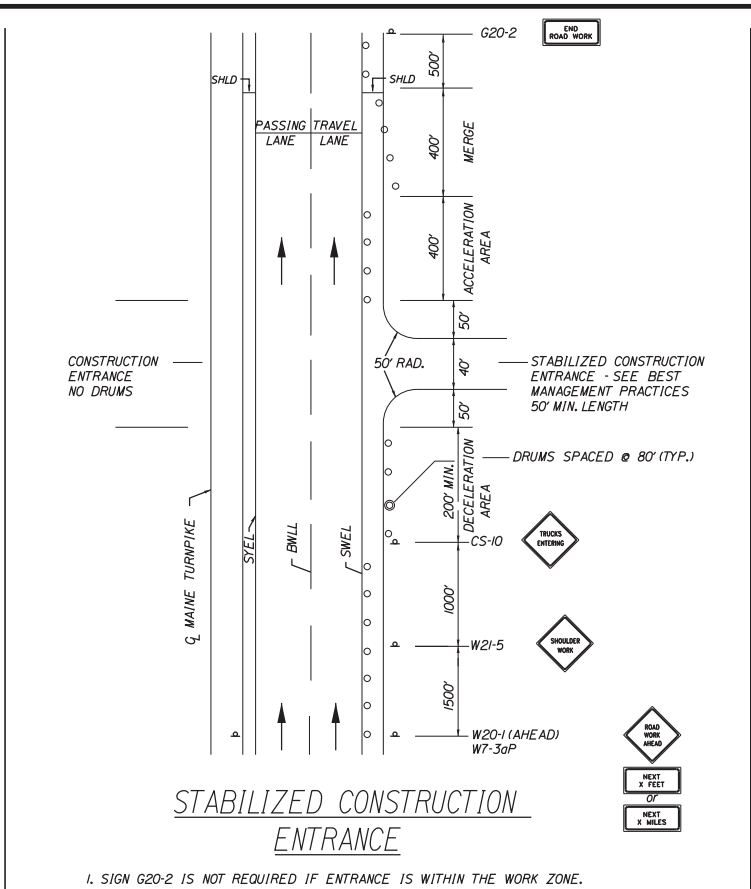 G20-2
END
ROAD WORK
500'
SHLD
SHLD
PASSING TRAVEL
LANE LANE
400'
MERGE
400'
ACCELERATION
AREA
50'
CONSTRUCTION
ENTRANCE
NO DRUMS
50' RAD.
40'
STABILIZED CONSTRUCTION
ENTRANCE - SEE BEST
MANAGEMENT PRACTICES
50' MIN. LENGTH
50'
200' MIN.
DECELERATION
AREA
DRUMS SPACED @ 80' (TYP.)
CS-10
TRUCKS
ENTERING
℄ MAINE TURNPIKE
SYEL
BWLL
SWEL
1000'
W21-5
SHOULDER
WORK
1500'
W20-1 (AHEAD)
W7-3aP
ROAD
WORK
AHEAD
NEXT
X FEET
or
NEXT
X MILES
STABILIZED CONSTRUCTION
ENTRANCE
1. SIGN G20-2 IS NOT REQUIRED IF ENTRANCE IS WITHIN THE WORK ZONE.